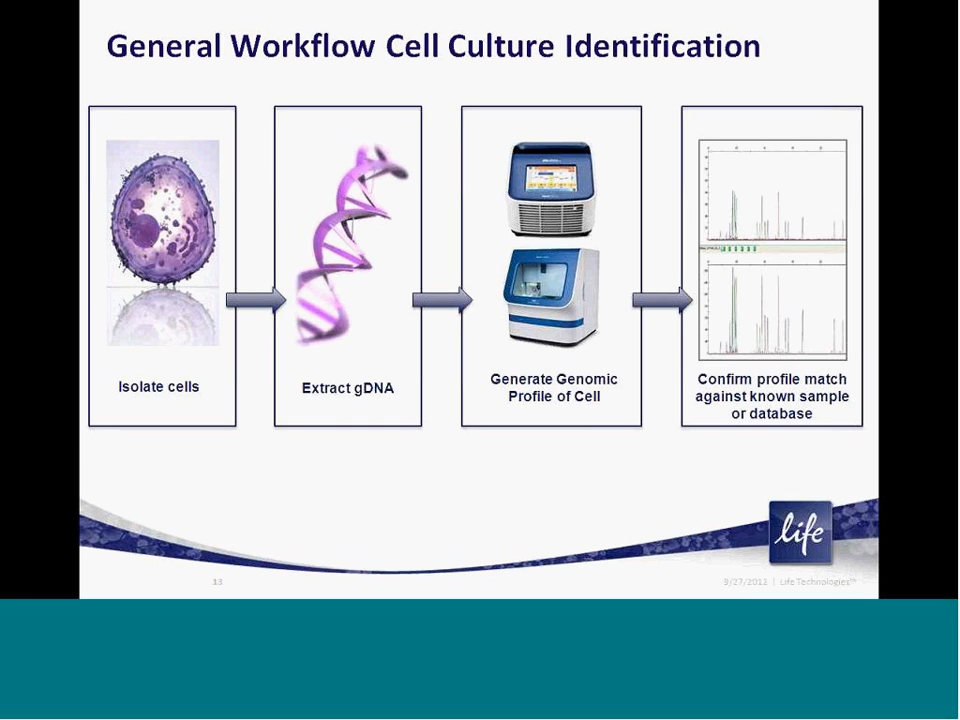 General Workflow Cell Culture Identification
Isolate cells
Extract gDNA
Generate Genomic
Profile of Cell
Confirm profile match
against known sample
or database
life
13
9/27/2012 | Life Technologies™